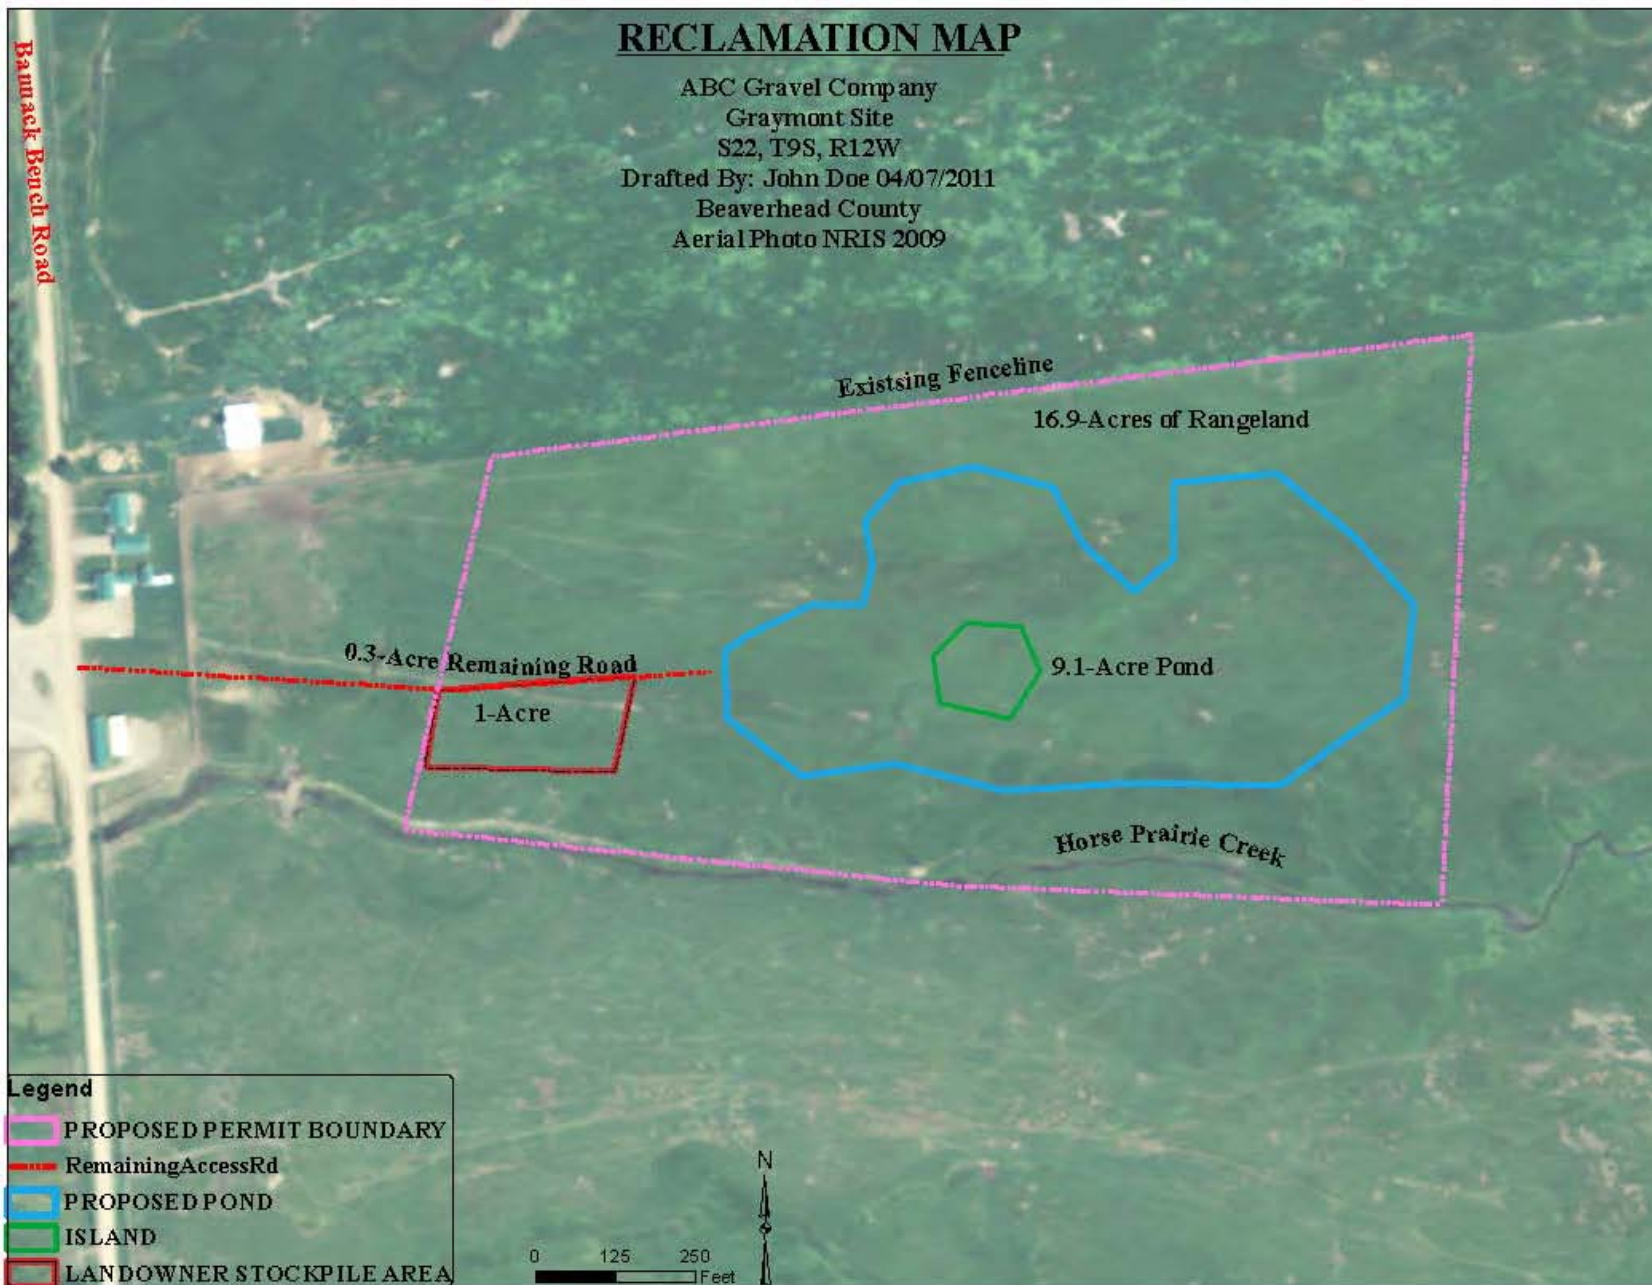 RECLAMATION MAP
ABC Gravel Company
Graymont Site
S22, T9S, R12W
Drafted By: John Doe 04/07/2011
Beaverhead County
Aerial Photo NRIS 2009
Bannack Bench Road
Existsing Fenceline
16.9-Acres of Rangeland
0.3-Acre Remaining Road
1-Acre
9.1-Acre Pond
Horse Prairie Creek
Legend
PROPOSED PERMIT BOUNDARY
RemainingAccessRd
PROPOSED POND
ISLAND
LANDOWNER STOCKPILE AREA
N
0 125 250
Feet